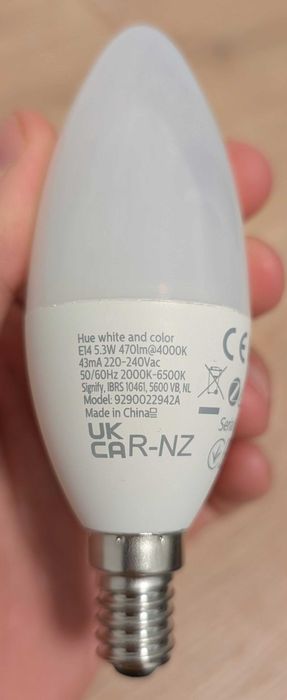 Hue white and color
E14 5.3W 470lm@4000K
43mA 220-240Vac
50/60Hz 2000K-6500K
Signify, IBRS 10461, 5600 VB, NL
Model: 9290022942A
Made in China
UK
CA R-NZ
CE